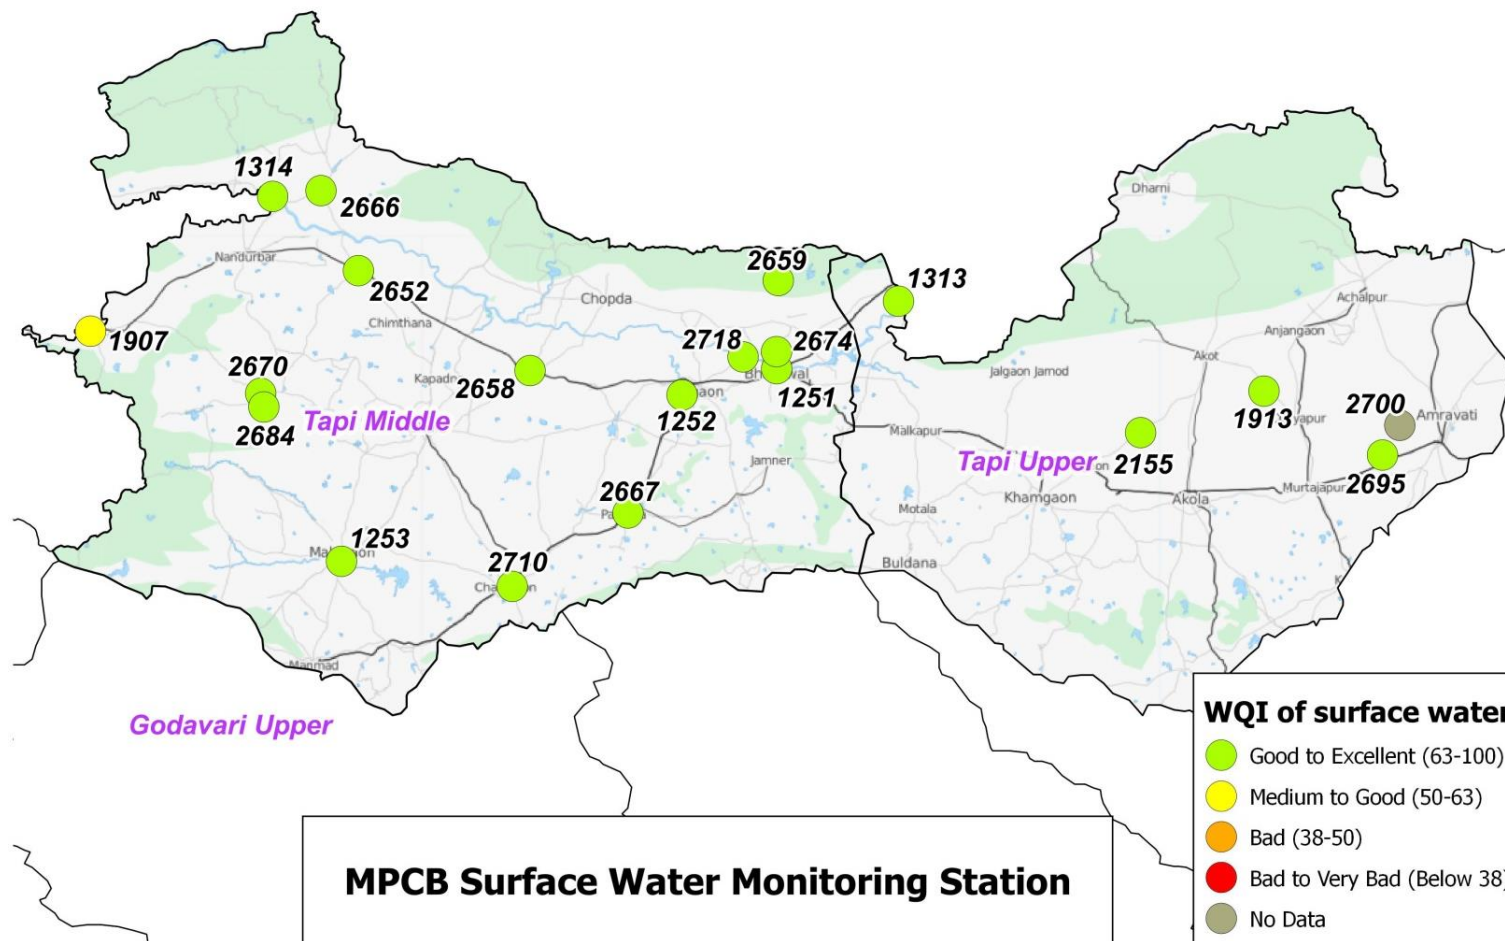 1314
2666
Dharni
Nandurbar
2659
1313
2652
Chopda
Achalpur
Chimthana
Anjangaon
1907
2718
2674
Akot
2670
2658
Jalgaon Jamod
1251
1252
1913
2700
Amravati
2684
Tapi Middle
Malkapur
Jamner
Tapi Upper
2155
2695
2667
Khamgaon
Akola
Murtajapur
Motala
1253
2710
Buldana
Manmad
Godavari Upper
WQI of surface water
Good to Excellent (63-100)
Medium to Good (50-63)
Bad (38-50)
Bad to Very Bad (Below 38)
No Data
MPCB Surface Water Monitoring Station